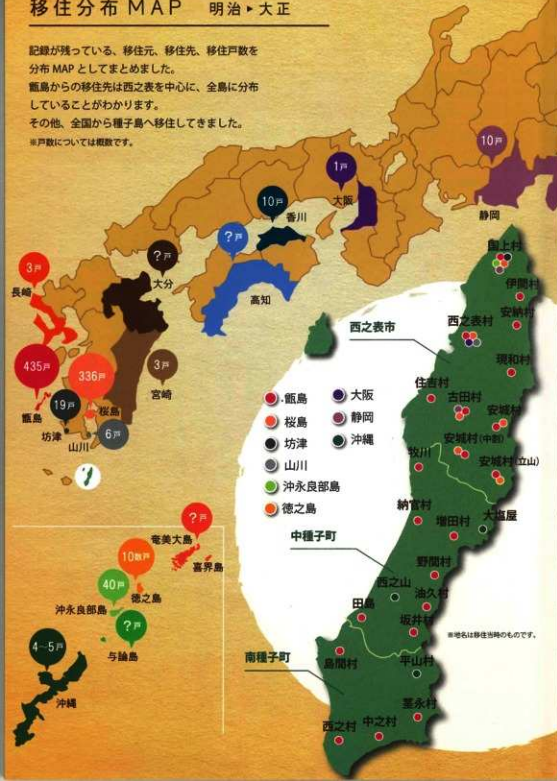 移住分布MAP 明治▶大正
記録が残っている、移住元、移住先、移住戸数を
分布MAPとしてまとめました。
甑島からの移住先は西之表を中心に、全島に分布
していることがわかります。
その他、全国から種子島へ移住してきました。
※戸数については概数です。
10戸
静岡
1戸
大阪
10戸
香川
?戸
高知
?戸
大分
3戸
長崎
435戸
甑島
336戸
桜島
3戸
宮崎
19戸
坊津
6戸
山川
甑島
桜島
坊津
山川
沖永良部島
徳之島
大阪
静岡
沖縄
?戸
奄美大島
喜界島
10数戸
徳之島
40戸
沖永良部島
?戸
与論島
4〜5戸
沖縄
西之表市
中種子町
南種子町
国上村
伊関村
安納村
西之表村
現和村
住吉村
古田村
安城村
安城村(中割)
安城村(立山)
牧川
納官村
増田村
大塩屋
野間村
西之山
油久村
田島
坂井村
島間村
平山村
茎永村
西之村
中之村
※地名は移住当時のものです。